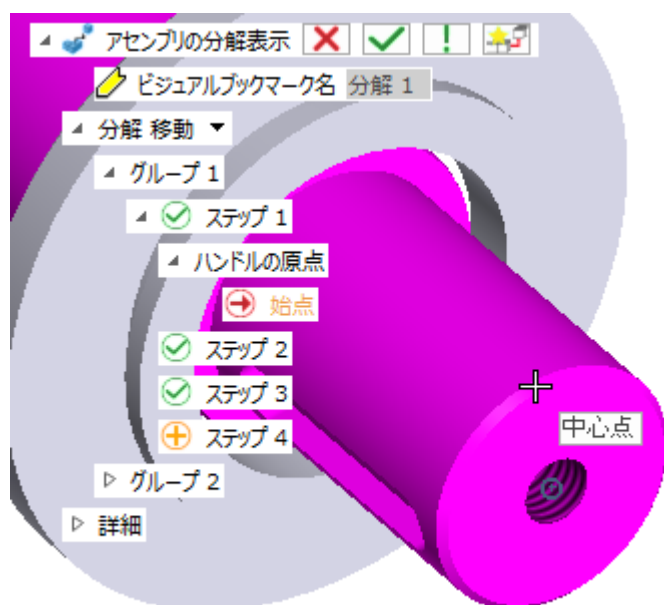 アセンブリの分解表示
ビジュアルブックマーク名 分解 1
分解 移動
グループ 1
ステップ 1
ハンドルの原点
始点
ステップ 2
ステップ 3
ステップ 4
中心点
グループ 2
詳細